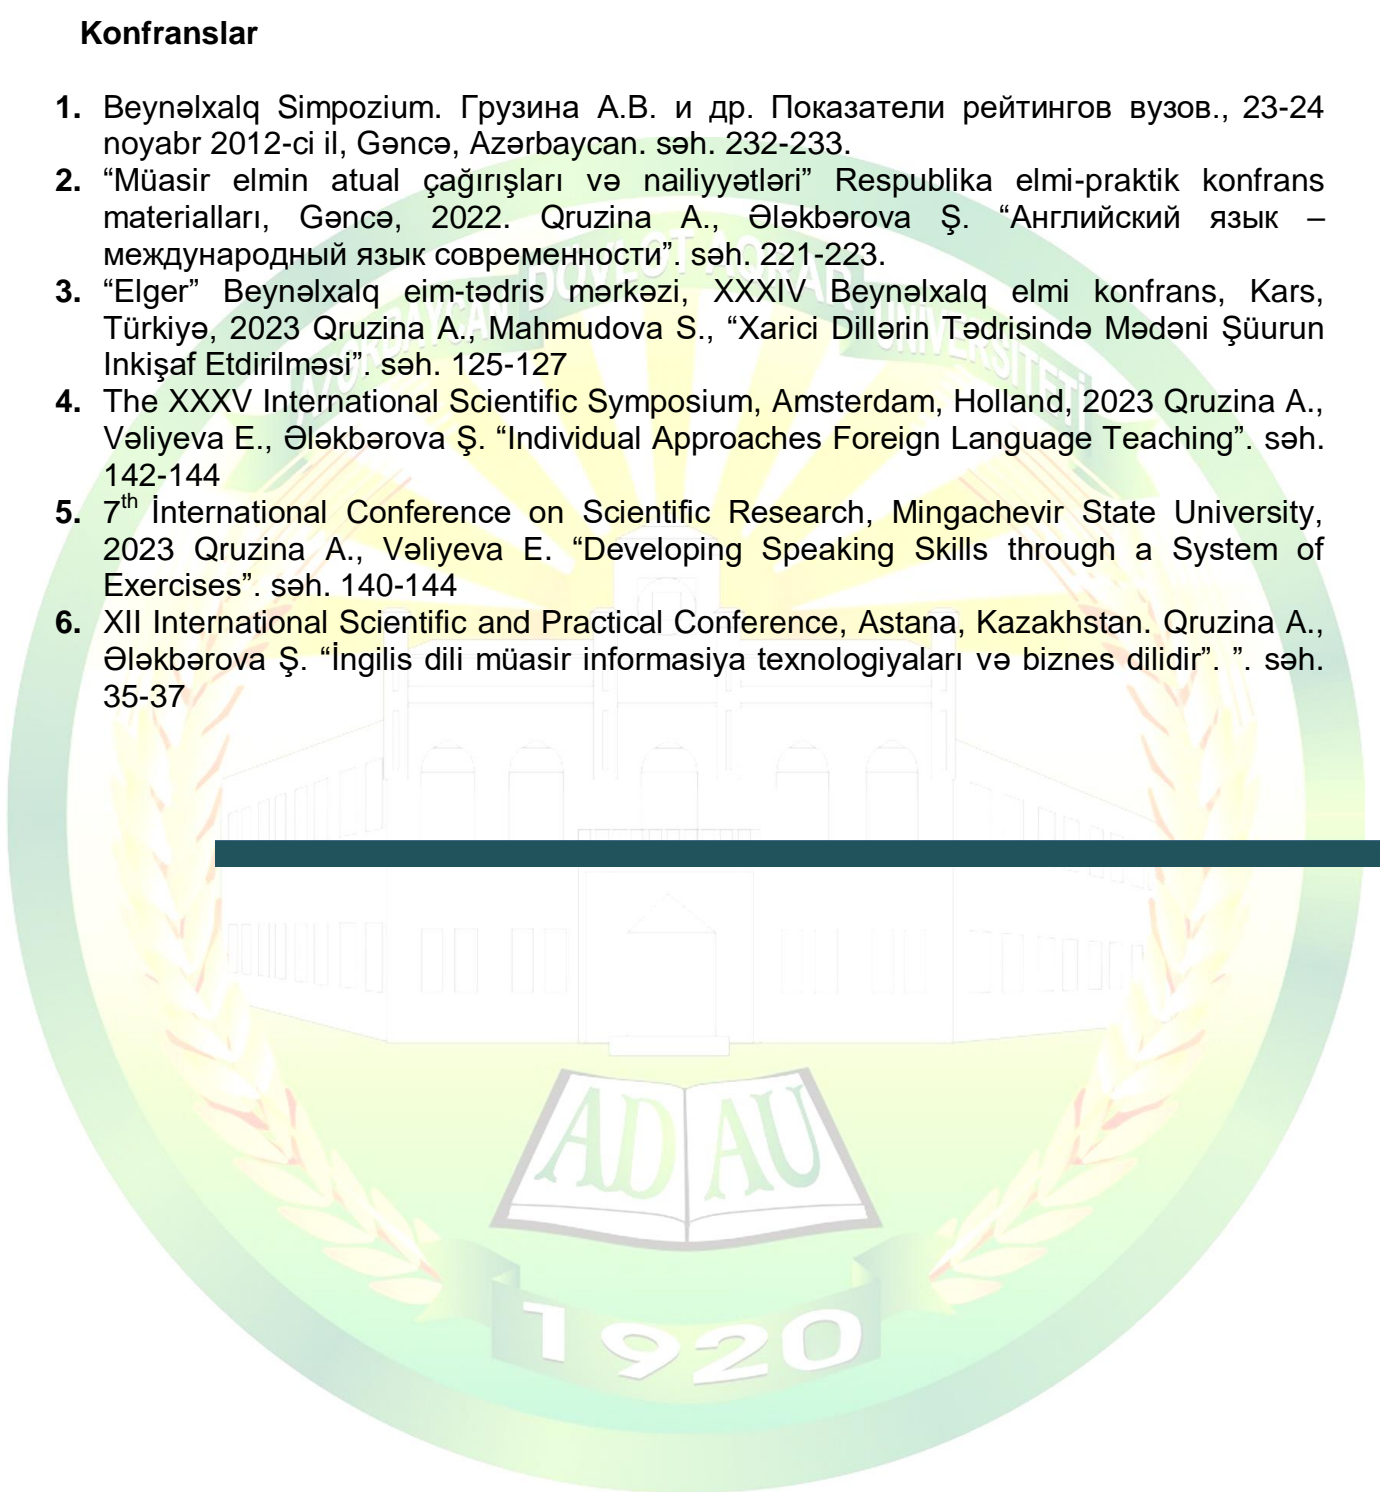 Konfranslar
1. Beynəlxalq Simpozium. Грузина А.В. и др. Показатели рейтингов вузов., 23-24
noyabr 2012-ci il, Gəncə, Azərbaycan. səh. 232-233.
2. “Müasir elmin atual çağırışları və nailiyyətləri” Respublika elmi-praktik konfrans
materialları, Gəncə, 2022. Qruzina A., Ələkbərova Ş. “Английский язык –
международный язык современности”. səh. 221-223.
3. “Elger” Beynəlxalq eim-tədris mərkəzi, XXXIV Beynəlxalq elmi konfrans, Kars,
Türkiyə, 2023 Qruzina A., Mahmudova S., “Xarici Dillərin Tədrisində Mədəni Şüurun
Inkişaf Etdirilməsi”. səh. 125-127
4. The XXXV International Scientific Symposium, Amsterdam, Holland, 2023 Qruzina A.,
Vəliyeva E., Ələkbərova Ş. “Individual Approaches Foreign Language Teaching”. səh.
142-144
5. 7th İnternational Conference on Scientific Research, Mingachevir State University,
2023 Qruzina A., Vəliyeva E. “Developing Speaking Skills through a System of
Exercises”. səh. 140-144
6. XII International Scientific and Practical Conference, Astana, Kazakhstan. Qruzina A.,
Ələkbərova Ş. “İngilis dili müasir informasiya texnologiyaları və biznes dilidir”. ”. səh.
35-37
AZƏRBAYCAN DÖVLƏT AQRAR UNİVERSİTETİ
ADAU
1920